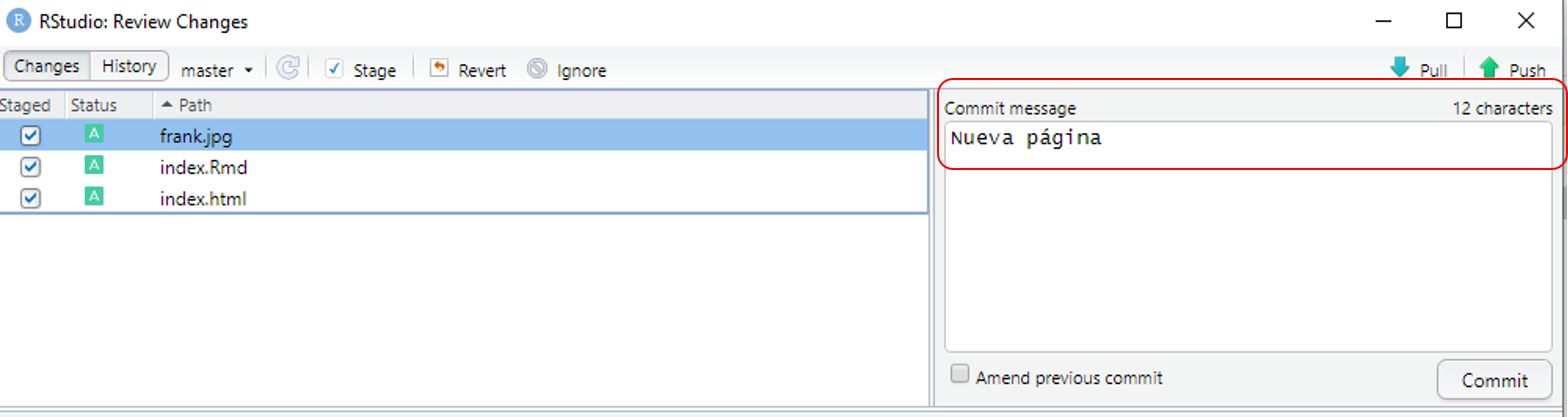 R RStudio: Review Changes
Changes History master Stage Revert Ignore Pull Push
Staged Status Path
A frank.jpg
A index.Rmd
A index.html
Commit message 12 characters
Nueva página
Amend previous commit Commit